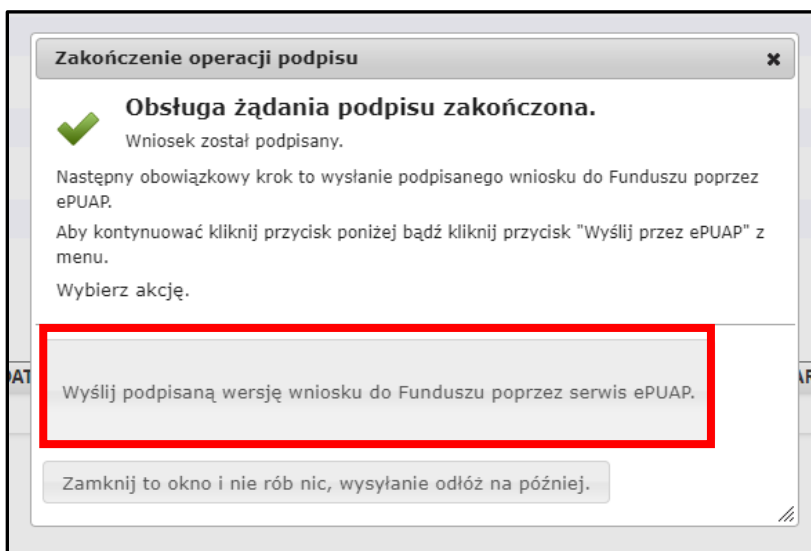 Zakończenie operacji podpisu
Obsługa żądania podpisu zakończona.
Wniosek został podpisany.
Następny obowiązkowy krok to wysłanie podpisanego wniosku do Funduszu poprzez
ePUAP.
Aby kontynuować kliknij przycisk poniżej bądź kliknij przycisk "Wyślij przez ePUAP" z
menu.
Wybierz akcję.
Wyślij podpisaną wersję wniosku do Funduszu poprzez serwis ePUAP.
Zamknij to okno i nie rób nic, wysyłanie odłóż na później.